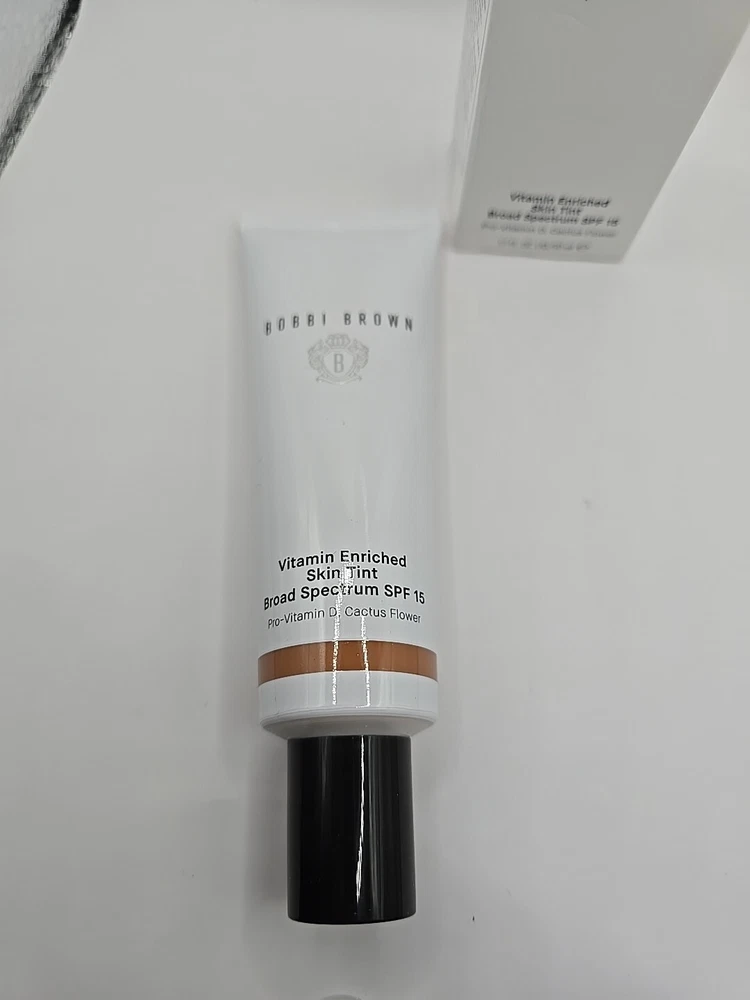 Vitamin Enriched
Skin Tint
Broad Spectrum SPF 15
BOBBI BROWN
B
Vitamin Enriched
Skin Tint
Broad Spectrum SPF 15
Pro-Vitamin D, Cactus Flower